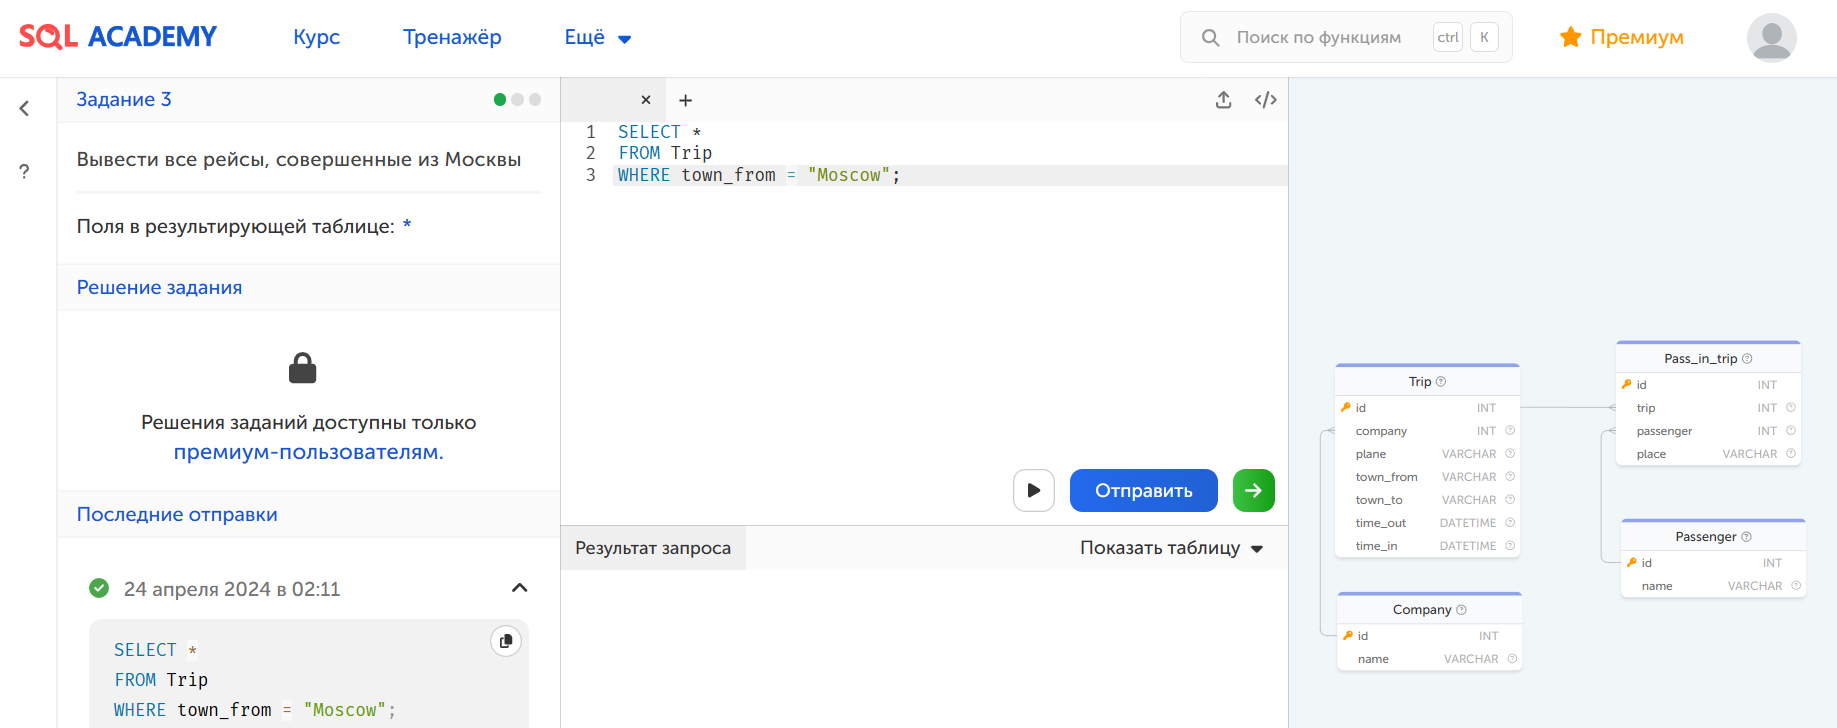 SQL ACADEMY
Курс
Тренажёр
Ещё
Поиск по функциям
ctrl
K
Премиум
Задание 3
Вывести все рейсы, совершенные из Москвы
Поля в результирующей таблице: *
Решение задания
Решения заданий доступны только
премиум-пользователям.
Последние отправки
24 апреля 2024 в 02:11
SELECT *
FROM Trip
WHERE town_from = "Moscow";
1 SELECT *
2 FROM Trip
3 WHERE town_from = "Moscow";
Отправить
Результат запроса
Показать таблицу
Trip
id INT
company INT
plane VARCHAR
town_from VARCHAR
town_to VARCHAR
time_out DATETIME
time_in DATETIME
Company
id INT
name VARCHAR
Pass_in_trip
id INT
trip INT
passenger INT
place VARCHAR
Passenger
id INT
name VARCHAR